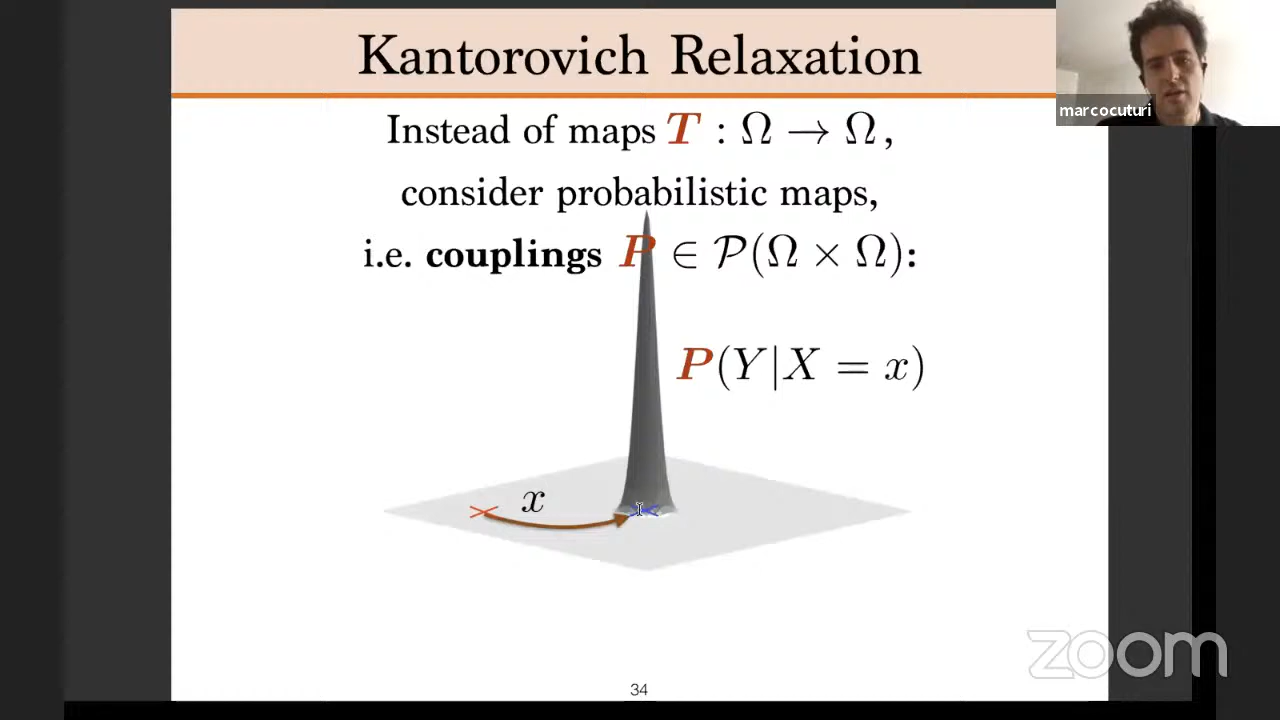 Kantorovich Relaxation
marcocuturi
Instead of maps T : Ω → Ω,
consider probabilistic maps,
i.e. couplings P ∈ 𝒫(Ω × Ω):
P(Y|X = x)
x
zoom
34